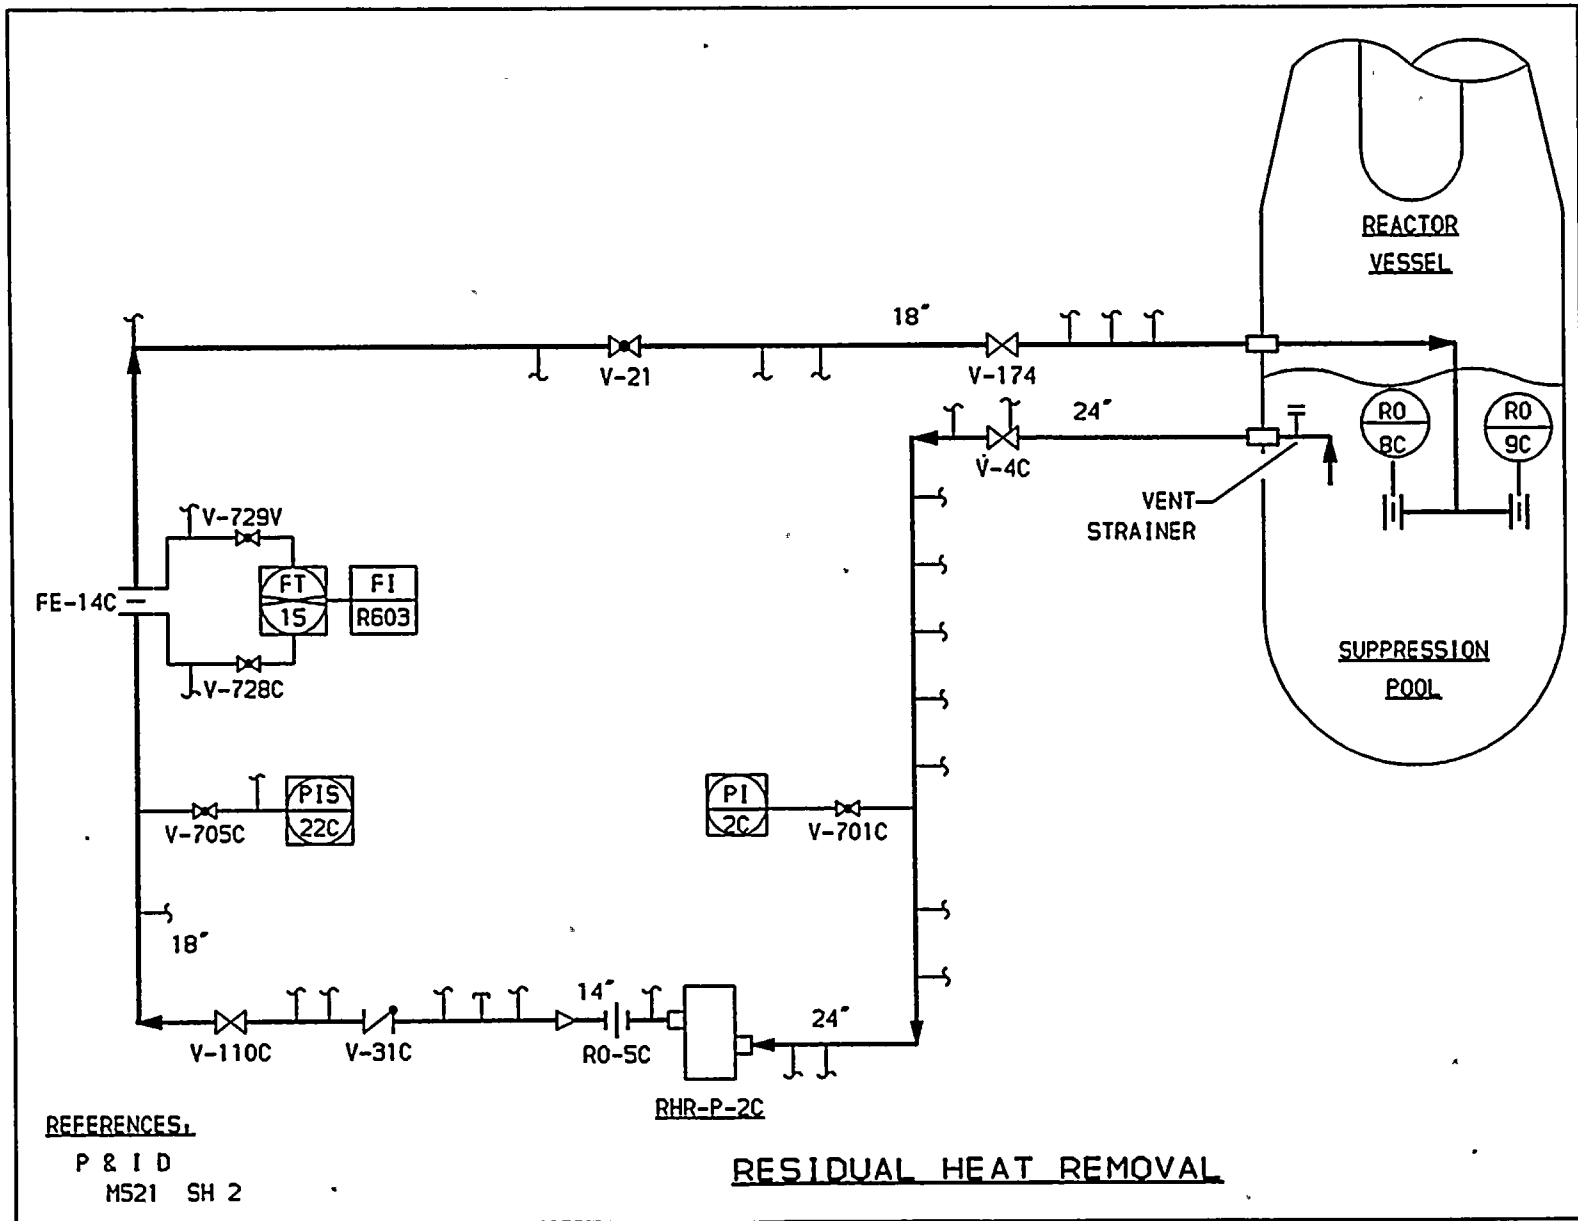 REACTOR
VESSEL
18"
V-21
V-174
24"
V-4C
RO
8C
RO
9C
VENT
STRAINER
V-729V
FE-14C
FT
15
FI
R603
V-728C
SUPPRESSION
POOL
PIS
22C
V-705C
PI
2C
V-701C
18"
14"
24"
V-110C
V-31C
RO-5C
RHR-P-2C
REFERENCES:
P & I D
M521 SH 2
RESIDUAL HEAT REMOVAL